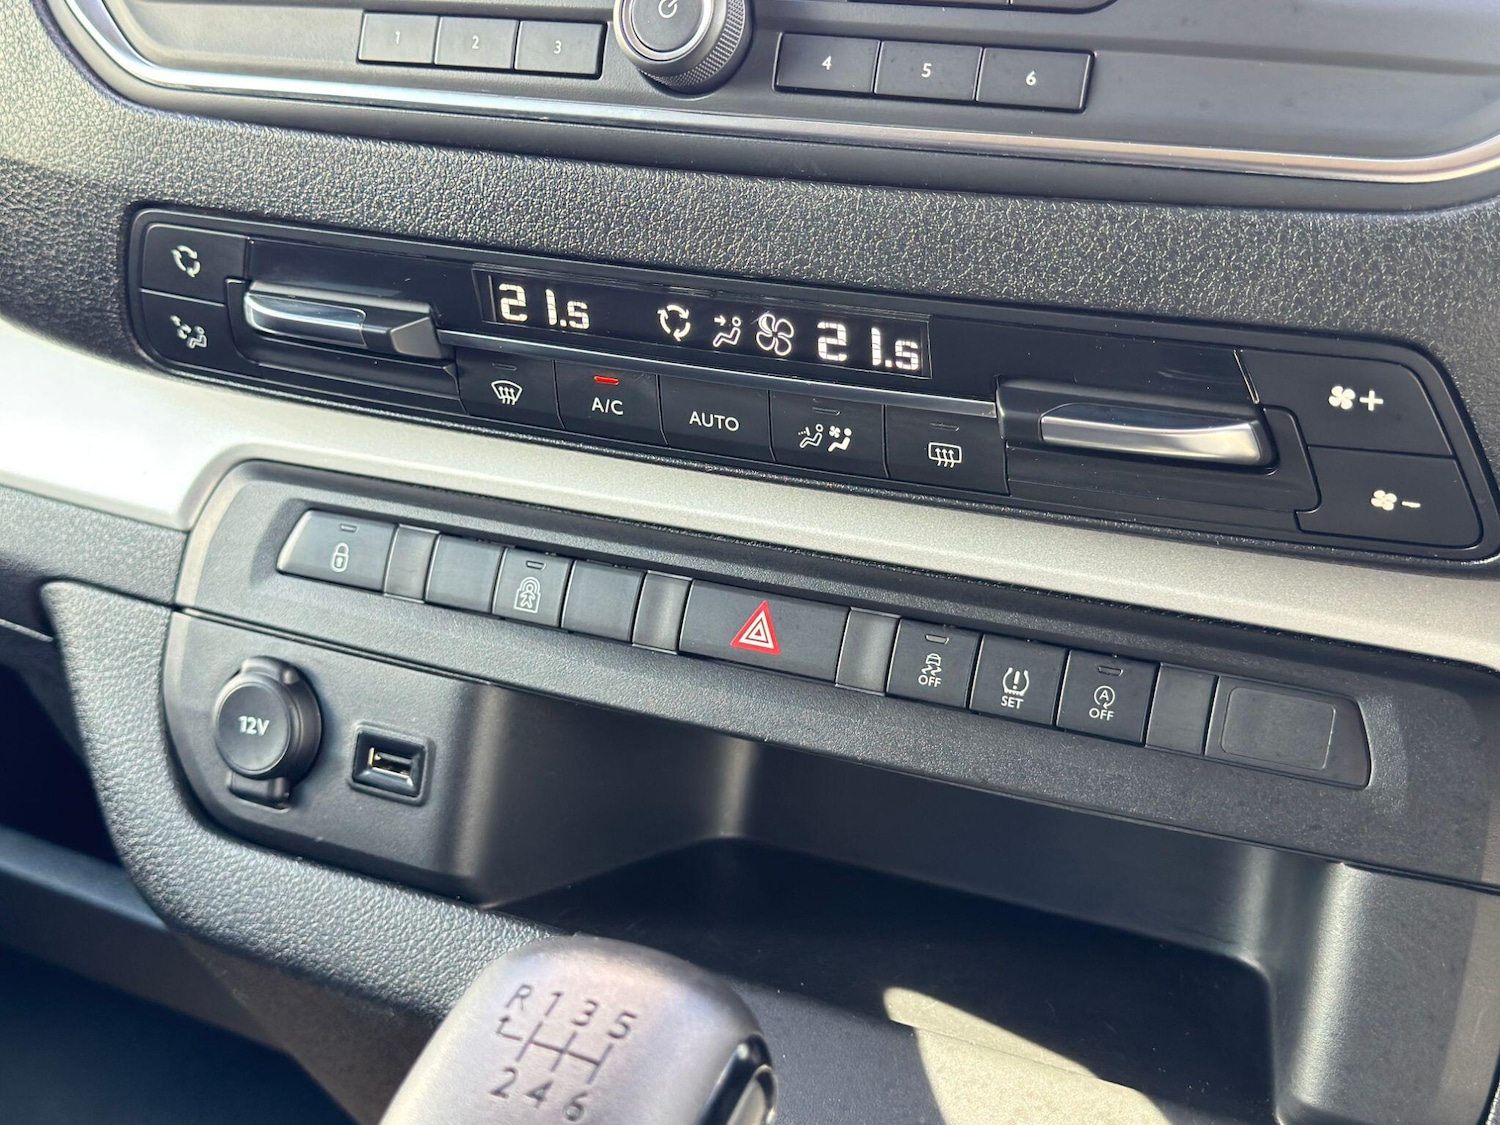 1 2 3 4 5 6
21.5 21.5
A/C AUTO
+
-
OFF SET A OFF
12V
R 1 3 5
2 4 6